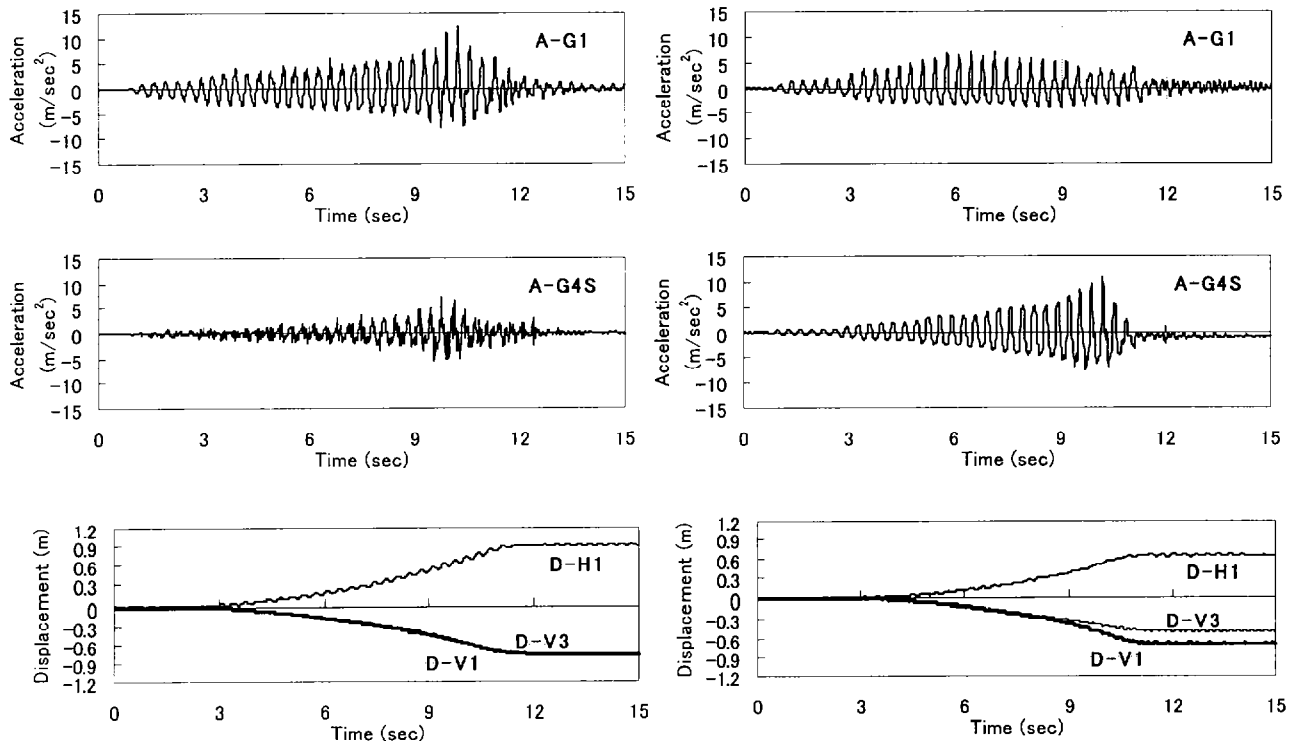 15
10
5
0
-5
-10
-15
Acceleration
(m/sec²)
A-G1
0 3 6 9 12 15
Time (sec)
15
10
5
0
-5
-10
-15
Acceleration
(m/sec²)
A-G1
0 3 6 9 12 15
Time (sec)
15
10
5
0
-5
-10
-15
Acceleration
(m/sec²)
A-G4S
0 3 6 9 12 15
Time (sec)
15
10
5
0
-5
-10
-15
Acceleration
(m/sec²)
A-G4S
0 3 6 9 12 15
Time (sec)
1.2
0.9
0.6
0.3
0
-0.3
-0.6
-0.9
-1.2
Displacement (m)
D-H1
D-V3
D-V1
0 3 6 9 12 15
Time (sec)
1.2
0.9
0.6
0.3
0
-0.3
-0.6
-0.9
-1.2
Displacement (m)
D-H1
D-V3
D-V1
0 3 6 9 12 15
Time (sec)